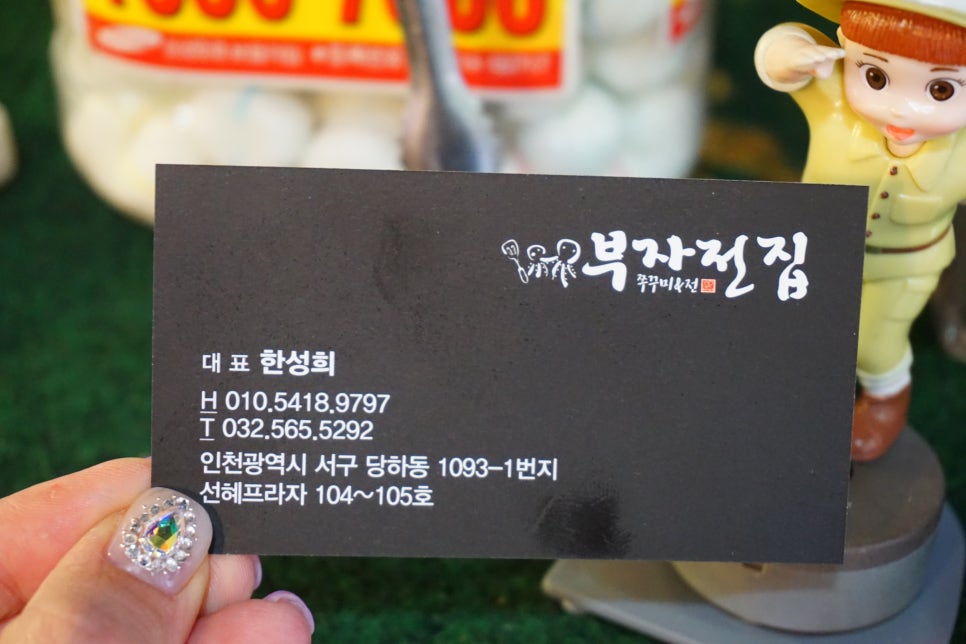 부자전집
쭈꾸미&전
대 표 한성희
H 010.5418.9797
T 032.565.5292
인천광역시 서구 당하동 1093-1번지
선혜프라자 104~105호